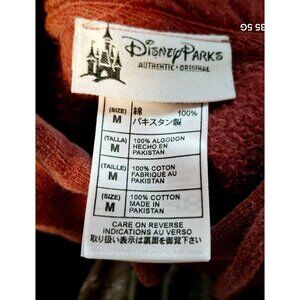 Disney Parks
AUTHENTIC • ORIGINAL
(SIZE) M 綿 100%
パキスタン製
(TALLA) M 100% ALGODON
HECHO EN
PAKISTAN
(TAILLE) M 100% COTON
FABRIQUE AU
PAKISTAN
(SIZE) M 100% COTTON
MADE IN
PAKISTAN
CARE ON REVERSE
INDICATIONS AU VERSO
取り扱い表示は裏面を御覧下さい